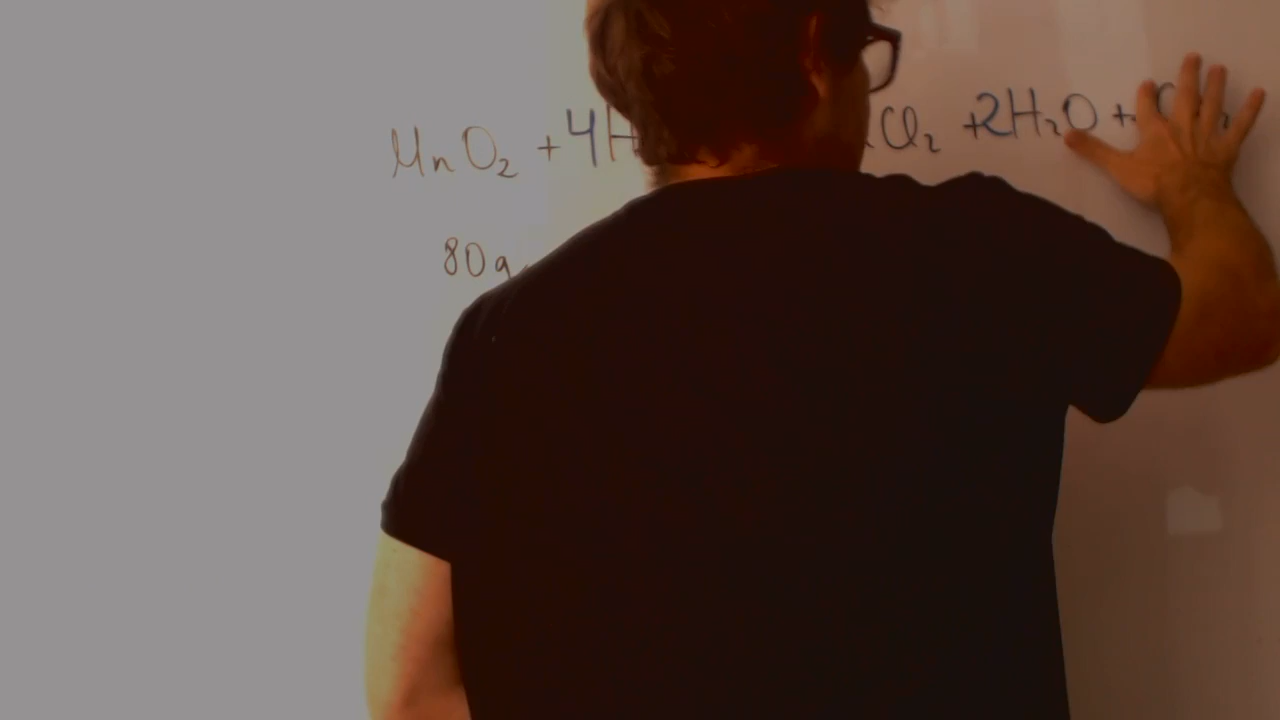 MnO₂ + 4H Cl₂ + 2H₂O +
80g